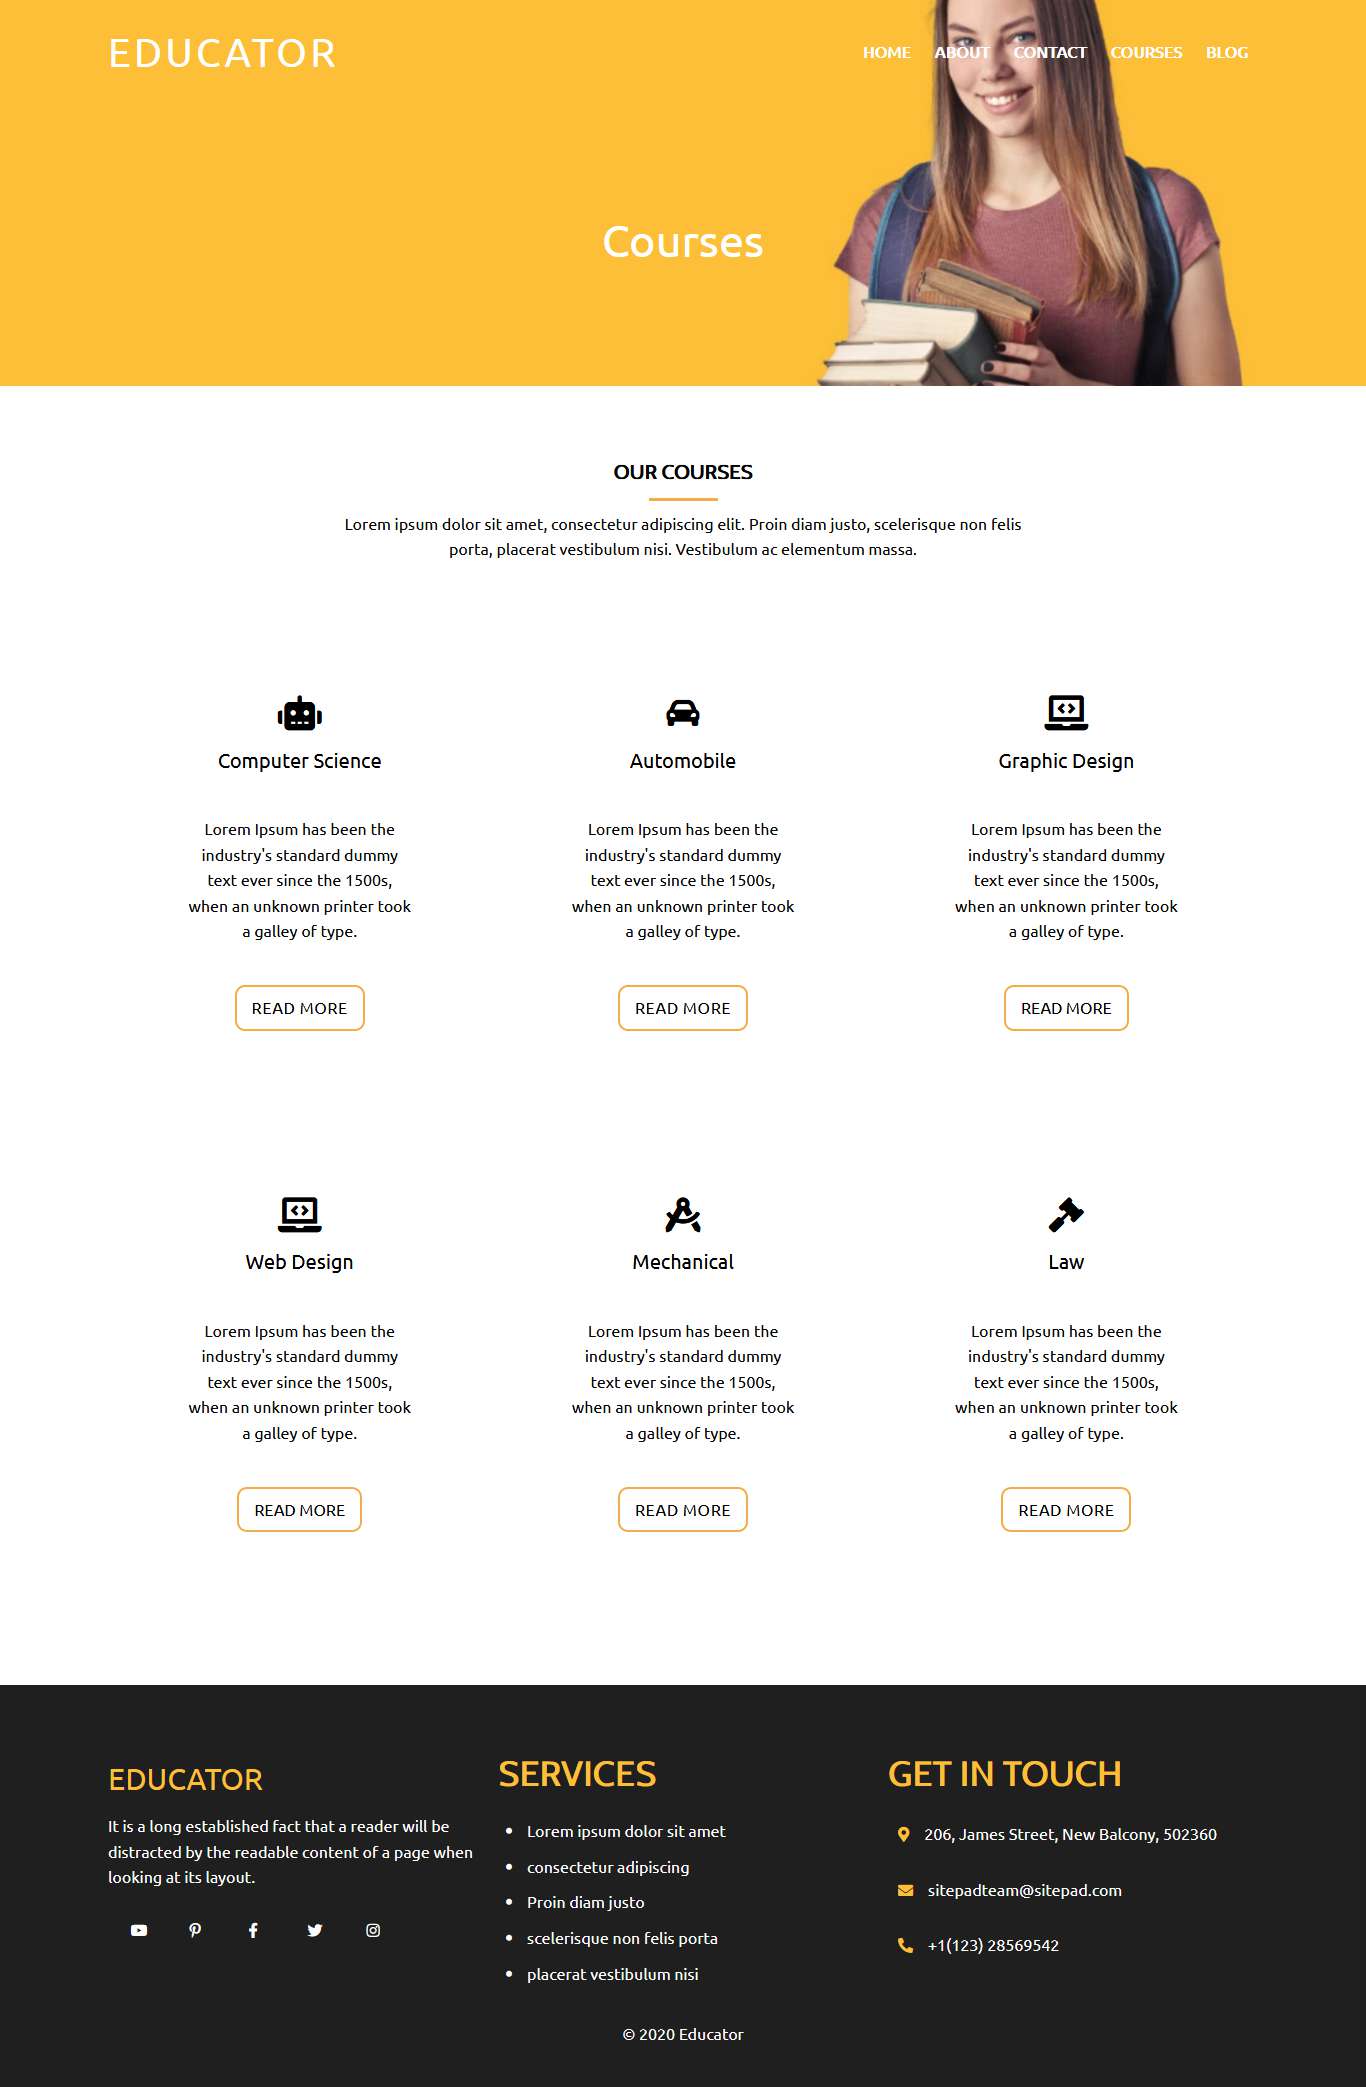 EDUCATOR
HOME ABOUT CONTACT COURSES BLOG
Courses
OUR COURSES
Lorem ipsum dolor sit amet, consectetur adipiscing elit. Proin diam justo, scelerisque non felis
porta, placerat vestibulum nisi. Vestibulum ac elementum massa.
Computer Science
Lorem Ipsum has been the
industry's standard dummy
text ever since the 1500s,
when an unknown printer took
a galley of type.
READ MORE
Automobile
Lorem Ipsum has been the
industry's standard dummy
text ever since the 1500s,
when an unknown printer took
a galley of type.
READ MORE
Graphic Design
Lorem Ipsum has been the
industry's standard dummy
text ever since the 1500s,
when an unknown printer took
a galley of type.
READ MORE
Web Design
Lorem Ipsum has been the
industry's standard dummy
text ever since the 1500s,
when an unknown printer took
a galley of type.
READ MORE
Mechanical
Lorem Ipsum has been the
industry's standard dummy
text ever since the 1500s,
when an unknown printer took
a galley of type.
READ MORE
Law
Lorem Ipsum has been the
industry's standard dummy
text ever since the 1500s,
when an unknown printer took
a galley of type.
READ MORE
EDUCATOR
It is a long established fact that a reader will be
distracted by the readable content of a page when
looking at its layout.
SERVICES
• Lorem ipsum dolor sit amet
• consectetur adipiscing
• Proin diam justo
• scelerisque non felis porta
• placerat vestibulum nisi
GET IN TOUCH
206, James Street, New Balcony, 502360
sitepadteam@sitepad.com
+1(123) 28569542
© 2020 Educator